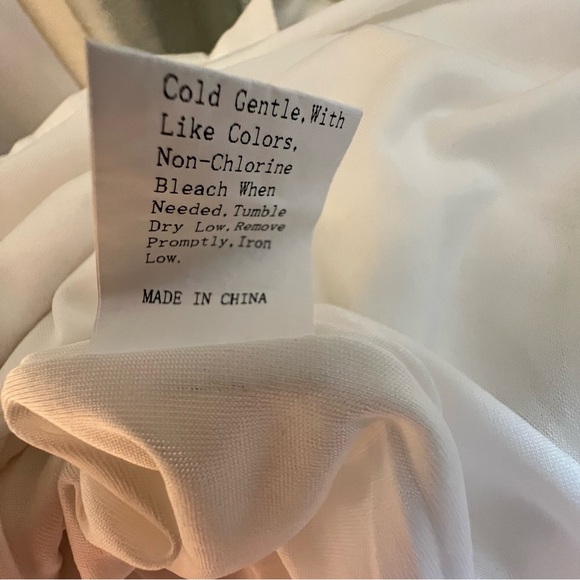 Cold Gentle,With
Like Colors,
Non-Chlorine
Bleach When
Needed,Tumble
Dry Low,Remove
Promptly,Iron
Low.
MADE IN CHINA